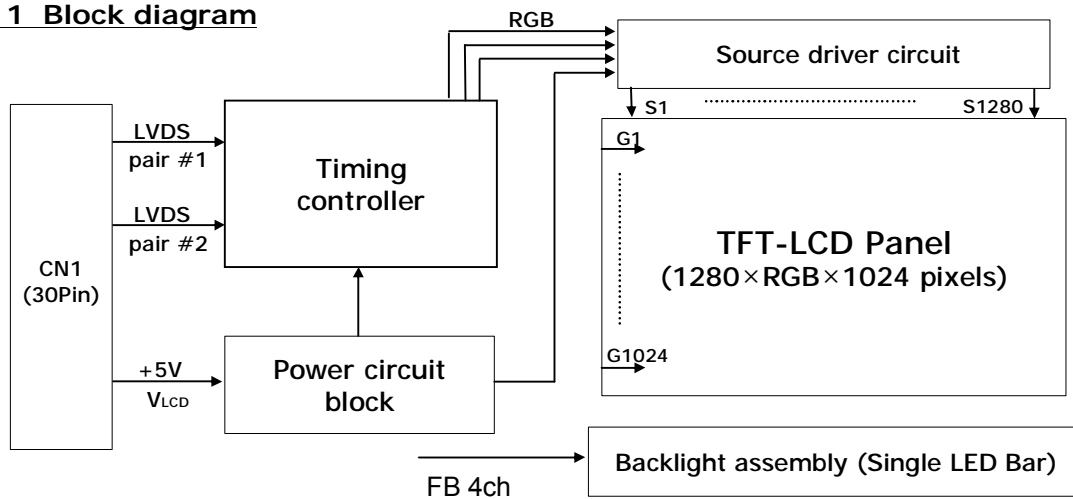 1 Block diagram
RGB
Source driver circuit
S1
S1280
LVDS
pair #1
Timing
controller
G1
LVDS
pair #2
TFT-LCD Panel
(1280×RGB×1024 pixels)
CN1
(30Pin)
G1024
+5V
VLCD
Power circuit
block
Backlight assembly (Single LED Bar)
FB 4ch